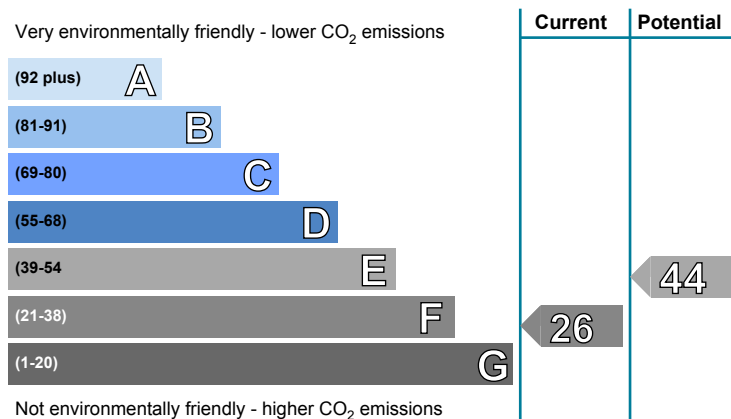 Current Potential
Very environmentally friendly - lower CO2 emissions
(92 plus) A
(81-91) B
(69-80) C
(55-68) D
(39-54 E
44
(21-38) F
26
(1-20) G
Not environmentally friendly - higher CO2 emissions